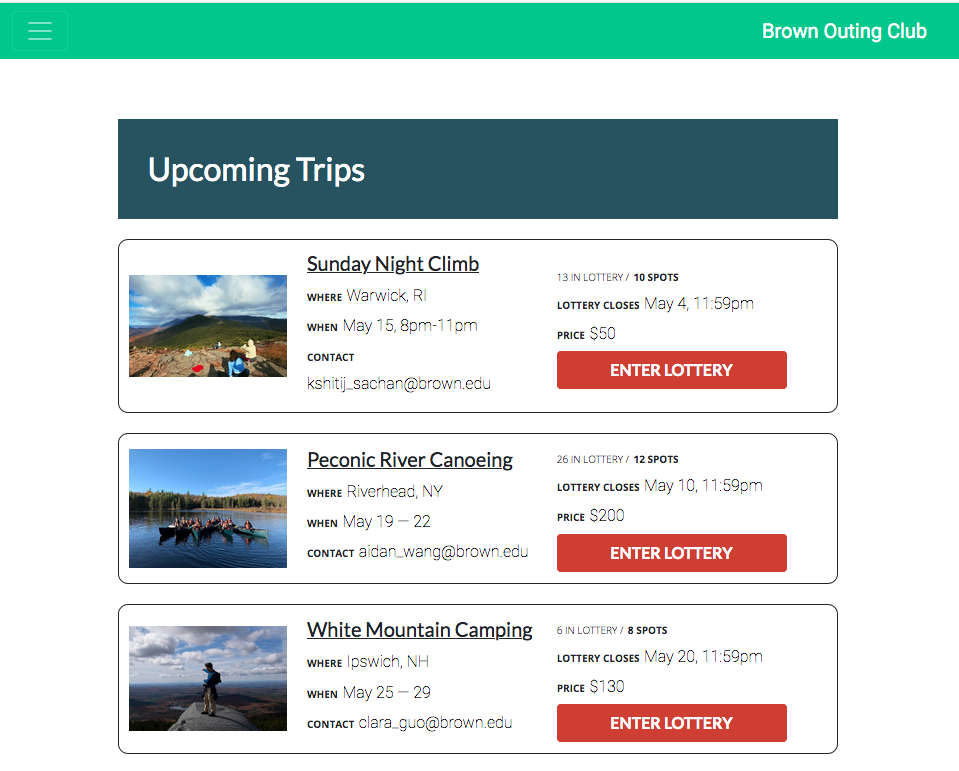 Brown Outing Club
Upcoming Trips
Sunday Night Climb
WHERE Warwick, RI
WHEN May 15, 8pm-11pm
CONTACT
kshitij_sachan@brown.edu
13 IN LOTTERY / 10 SPOTS
LOTTERY CLOSES May 4, 11:59pm
PRICE $50
ENTER LOTTERY
Peconic River Canoeing
WHERE Riverhead, NY
WHEN May 19 — 22
CONTACT aidan_wang@brown.edu
26 IN LOTTERY / 12 SPOTS
LOTTERY CLOSES May 10, 11:59pm
PRICE $200
ENTER LOTTERY
White Mountain Camping
WHERE Ipswich, NH
WHEN May 25 — 29
CONTACT clara_guo@brown.edu
6 IN LOTTERY / 8 SPOTS
LOTTERY CLOSES May 20, 11:59pm
PRICE $130
ENTER LOTTERY